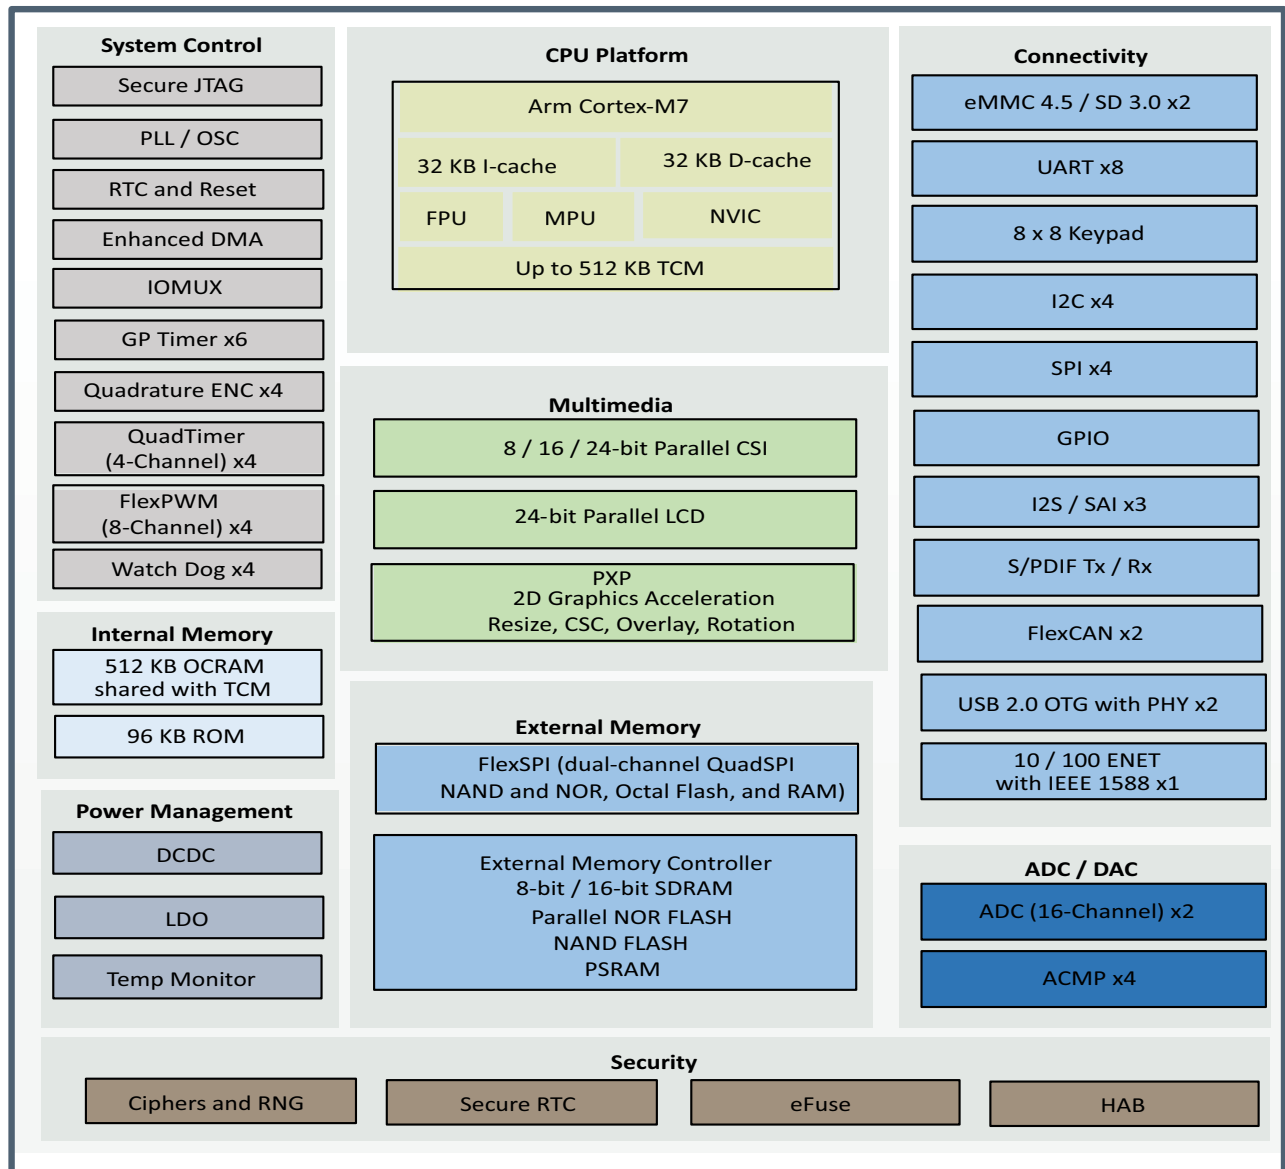 System Control
Secure JTAG
PLL / OSC
RTC and Reset
Enhanced DMA
IOMUX
GP Timer x6
Quadrature ENC x4
QuadTimer
(4-Channel) x4
FlexPWM
(8-Channel) x4
Watch Dog x4
Internal Memory
512 KB OCRAM
shared with TCM
96 KB ROM
Power Management
DCDC
LDO
Temp Monitor
CPU Platform
Arm Cortex-M7
32 KB I-cache
32 KB D-cache
FPU
MPU
NVIC
Up to 512 KB TCM
Multimedia
8 / 16 / 24-bit Parallel CSI
24-bit Parallel LCD
PXP
2D Graphics Acceleration
Resize, CSC, Overlay, Rotation
External Memory
FlexSPI (dual-channel QuadSPI
NAND and NOR, Octal Flash, and RAM)
External Memory Controller
8-bit / 16-bit SDRAM
Parallel NOR FLASH
NAND FLASH
PSRAM
Connectivity
eMMC 4.5 / SD 3.0 x2
UART x8
8 x 8 Keypad
I2C x4
SPI x4
GPIO
I2S / SAI x3
S/PDIF Tx / Rx
FlexCAN x2
USB 2.0 OTG with PHY x2
10 / 100 ENET
with IEEE 1588 x1
ADC / DAC
ADC (16-Channel) x2
ACMP x4
Security
Ciphers and RNG
Secure RTC
eFuse
HAB